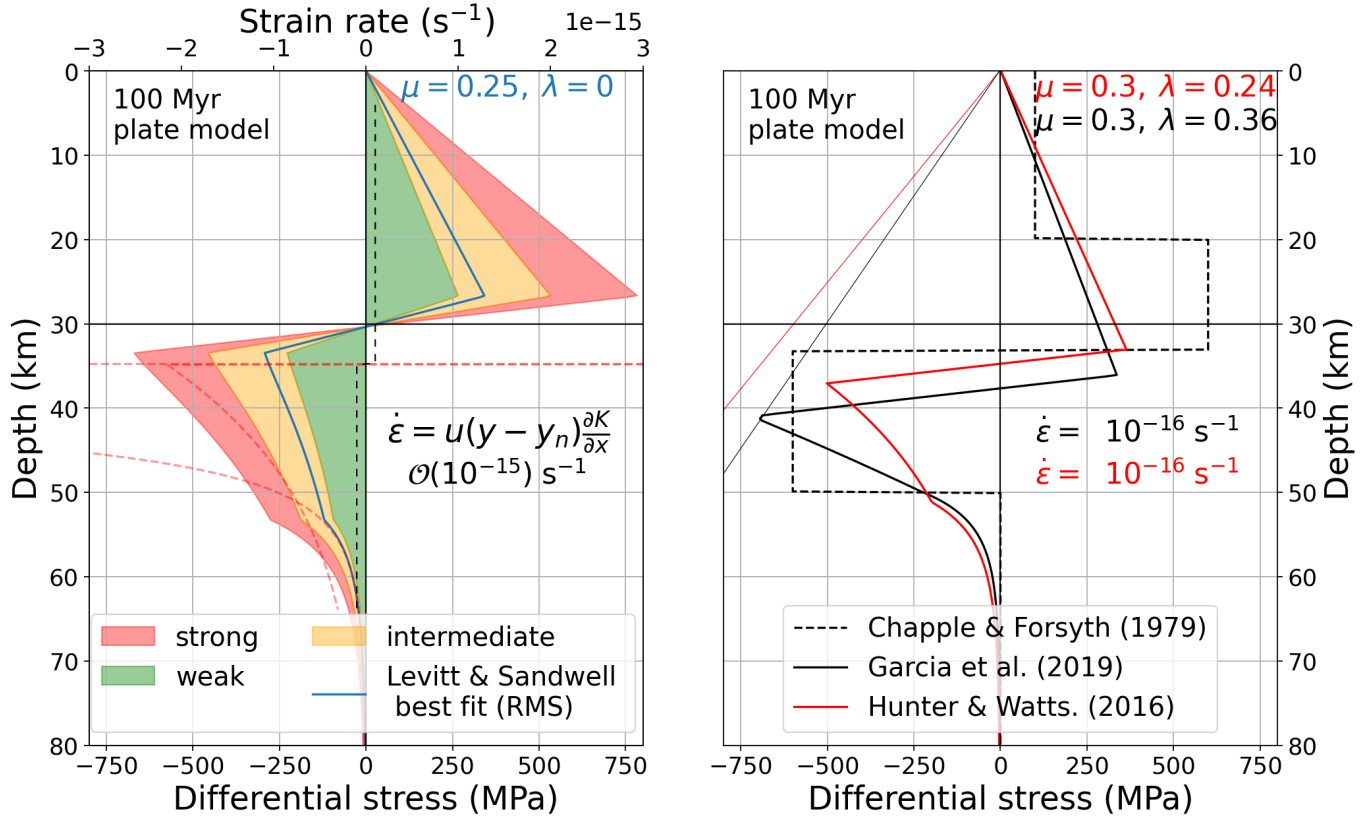 Strain rate (s⁻¹)
1e−15
−3 −2 −1 0 1 2 3
100 Myr
plate model
μ = 0.25, λ = 0
0
10
20
30
40
50
60
70
80
Depth (km)
ε̇ = u(y − yₙ)∂K/∂x
𝒪(10⁻¹⁵) s⁻¹
strong
weak
intermediate
Levitt & Sandwell
best fit (RMS)
−750 −500 −250 0 250 500 750
Differential stress (MPa)
100 Myr
plate model
μ = 0.3, λ = 0.24
μ = 0.3, λ = 0.36
0
10
20
30
40
50
60
70
80
Depth (km)
ε̇ = 10⁻¹⁶ s⁻¹
ε̇ = 10⁻¹⁶ s⁻¹
Chapple & Forsyth (1979)
Garcia et al. (2019)
Hunter & Watts. (2016)
−750 −500 −250 0 250 500 750
Differential stress (MPa)